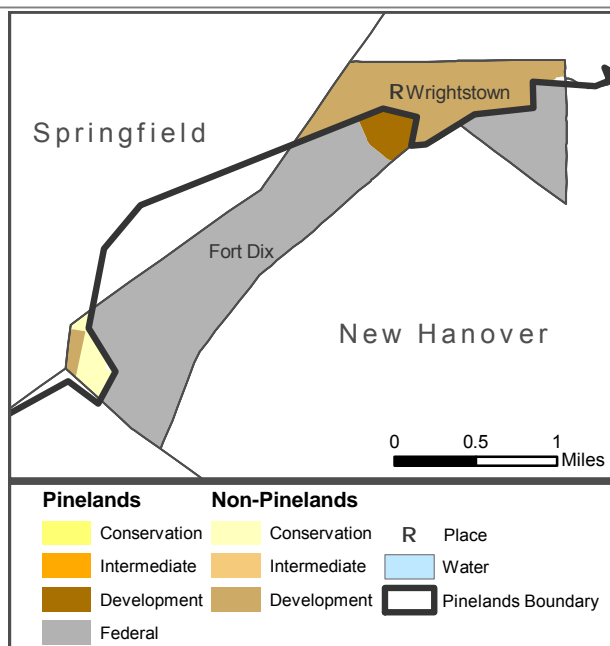 R Wrightstown
Springfield
Fort Dix
New Hanover
0 0.5 1
Miles
Pinelands Non-Pinelands
Conservation Conservation R Place
Intermediate Intermediate Water
Development Development Pinelands Boundary
Federal